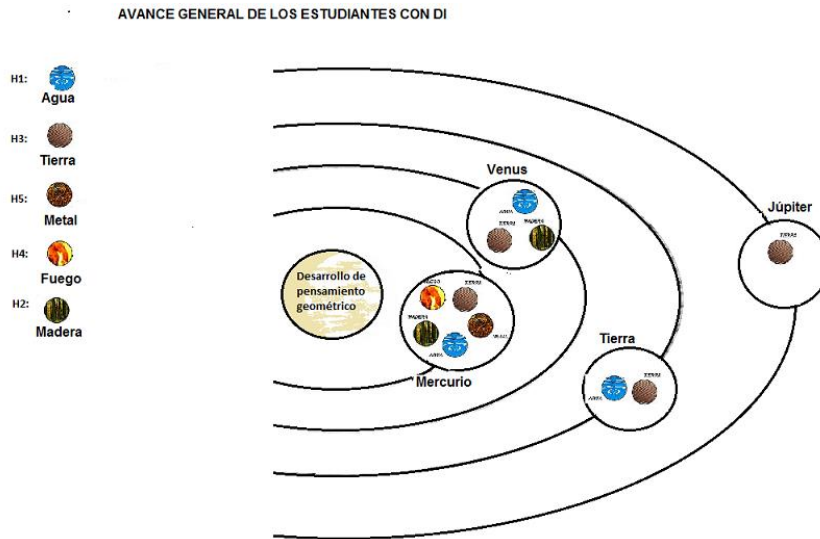 AVANCE GENERAL DE LOS ESTUDIANTES CON DI
H1:
Agua
H3:
Tierra
H5:
Metal
H4:
Fuego
H2:
Madera
Desarrollo de
pensamiento
geométrico
Mercurio
Venus
Tierra
Júpiter